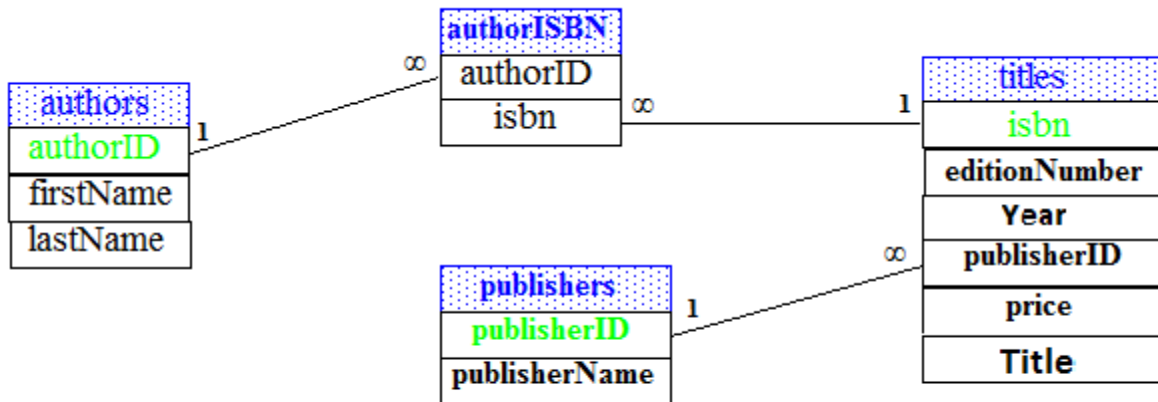 authors
authorID
firstName
lastName
1
∞
authorISBN
authorID
isbn
∞
1
titles
isbn
editionNumber
Year
publisherID
price
Title
publishers
publisherID
publisherName
1
∞